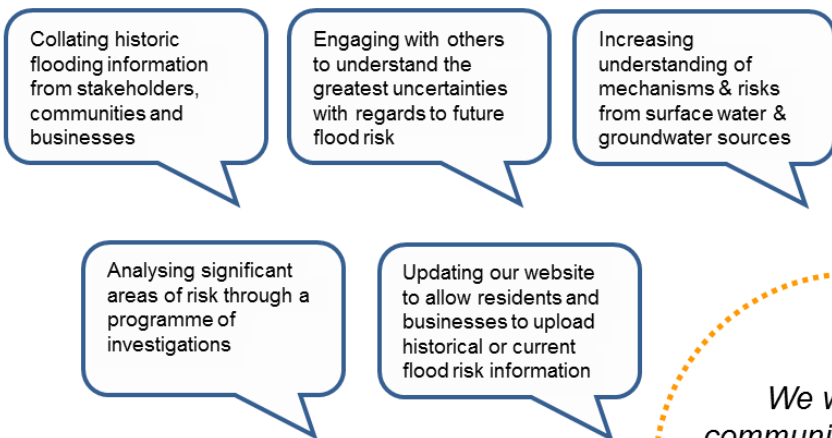 Collating historic
flooding information
from stakeholders,
communities and
businesses
Engaging with others
to understand the
greatest uncertainties
with regards to future
flood risk
Increasing
understanding of
mechanisms & risks
from surface water &
groundwater sources
Analysing significant
areas of risk through a
programme of
investigations
Updating our website
to allow residents and
businesses to upload
historical or current
flood risk information
We